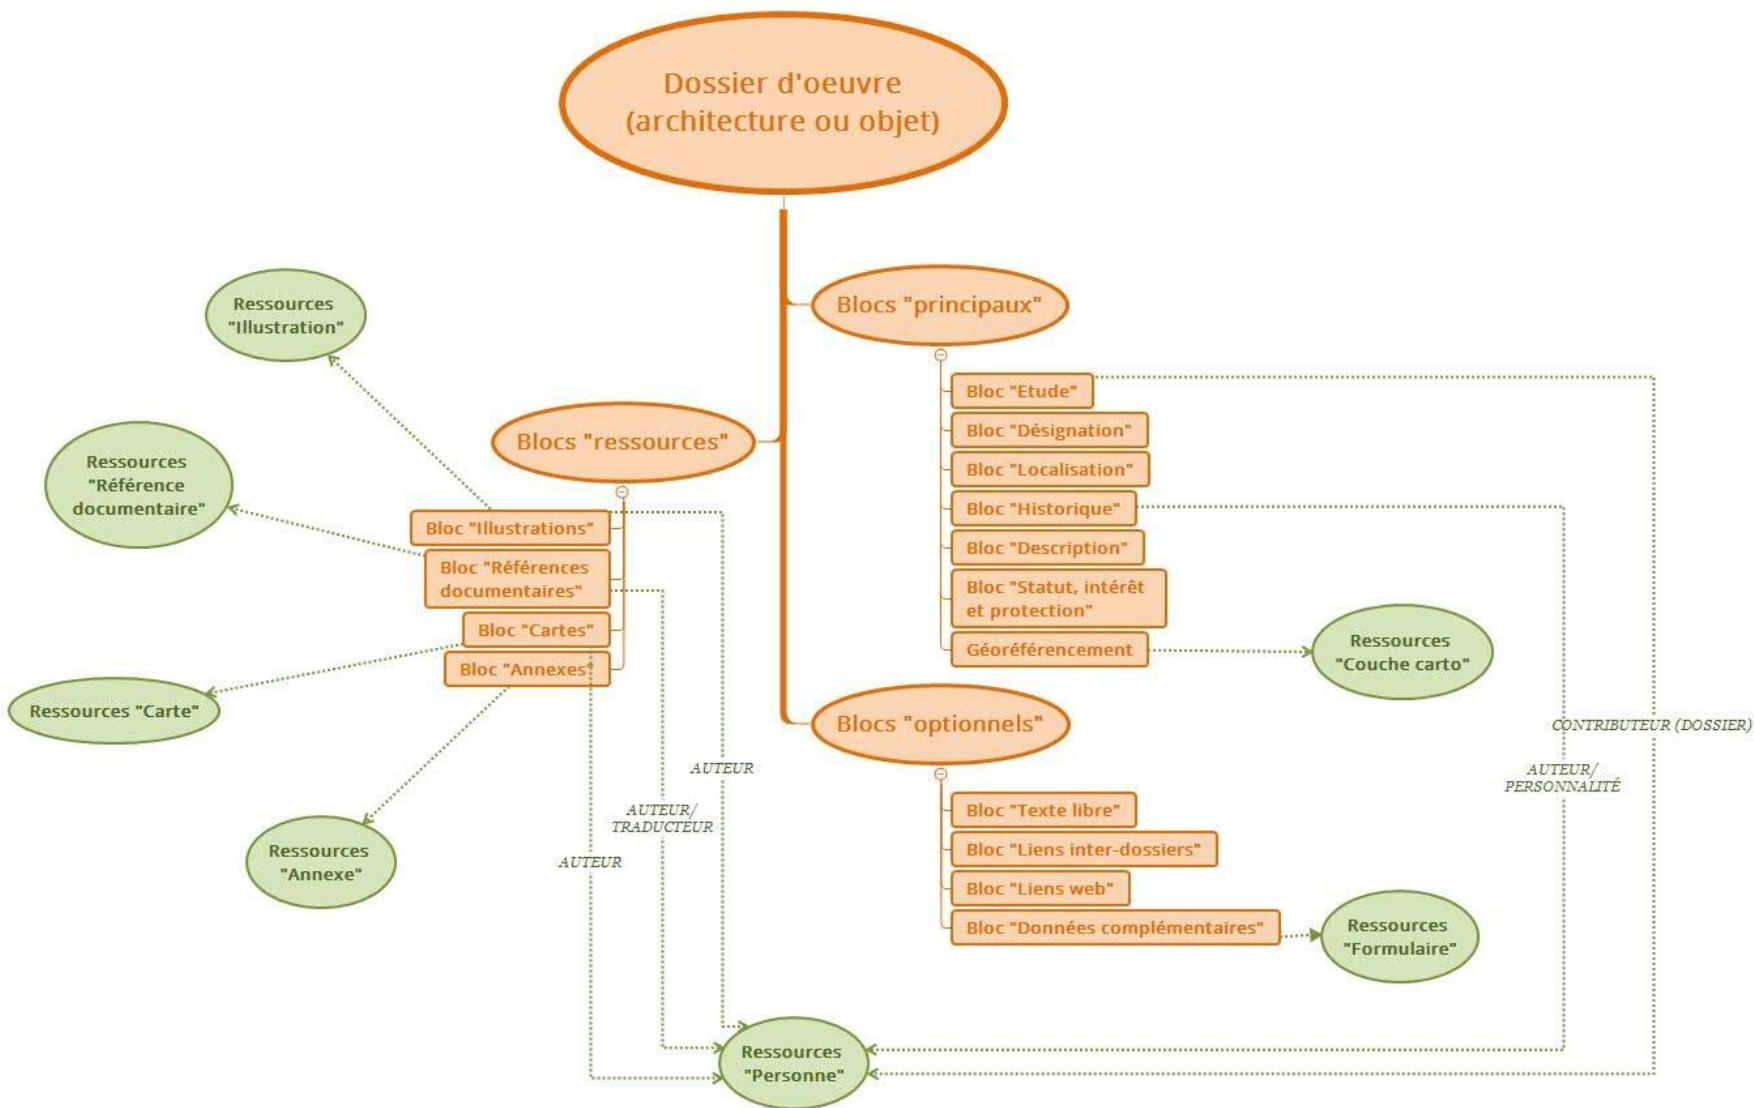 Dossier d'oeuvre
(architecture ou objet)
Blocs "principaux"
Bloc "Etude"
Bloc "Désignation"
Bloc "Localisation"
Bloc "Historique"
Bloc "Description"
Bloc "Statut, intérêt
et protection"
Géoréférencement
Ressources
"Couche carto"
Blocs "ressources"
Bloc "Illustrations"
Bloc "Références
documentaires"
Bloc "Cartes"
Bloc "Annexes"
Ressources
"Illustration"
Ressources
"Référence
documentaire"
Ressources "Carte"
Ressources
"Annexe"
Blocs "optionnels"
Bloc "Texte libre"
Bloc "Liens inter-dossiers"
Bloc "Liens web"
Bloc "Données complémentaires"
Ressources
"Formulaire"
CONTRIBUTEUR (DOSSIER)
AUTEUR/
PERSONNALITÉ
AUTEUR
AUTEUR/
TRADUCTEUR
AUTEUR
Ressources
"Personne"